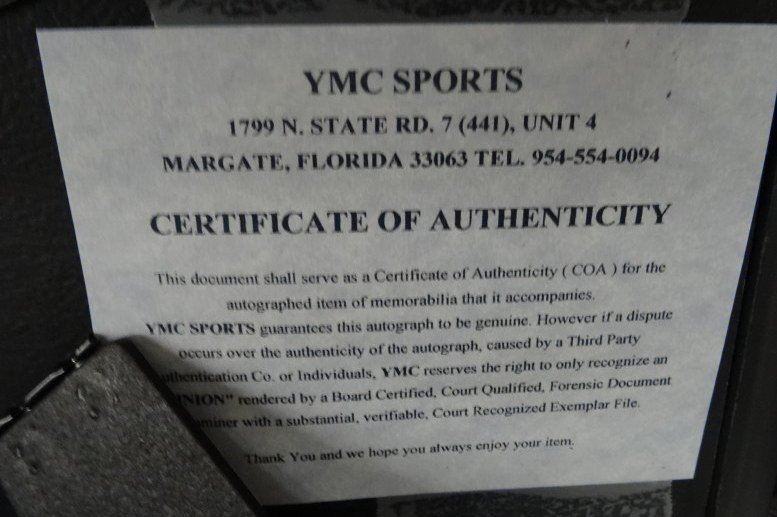 YMC SPORTS
1799 N. STATE RD. 7 (441), UNIT 4
MARGATE, FLORIDA 33063 TEL. 954-554-0094
CERTIFICATE OF AUTHENTICITY
This document shall serve as a Certificate of Authenticity ( COA ) for the
autographed item of memorabilia that it accompanies.
YMC SPORTS guarantees this autograph to be genuine. However if a dispute
occurs over the authenticity of the autograph, caused by a Third Party
Co. or Individuals, YMC reserves the right to only recognize an
rendered by a Board Certified, Court Qualified, Forensic Document
with a substantial, verifiable, Court Recognized Exemplar File.
Thank You and we hope you always enjoy your item.